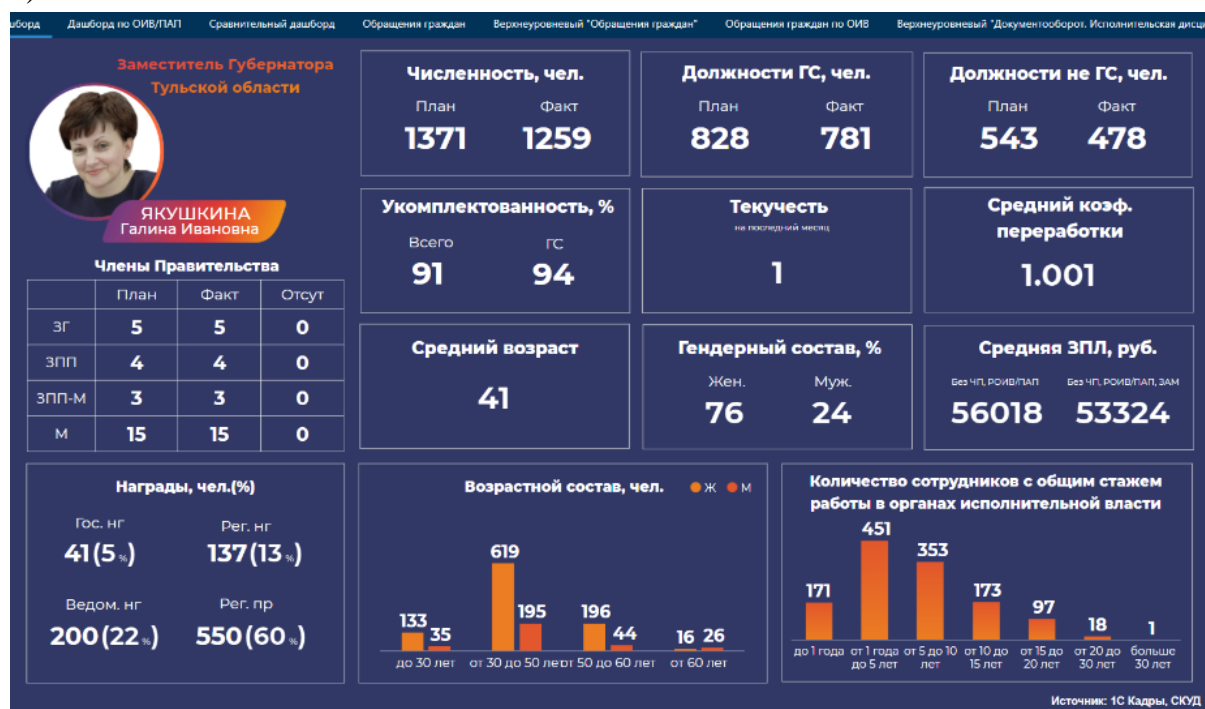 шборд Дашборд по ОИВ/ПАП Сравнительный дашборд Обращения граждан Верхнеуровневый "Обращения граждан" Обращения граждан по ОИВ Верхнеуровневый "Документооборот. Исполнительская дисци
Заместитель Губернатора
Тульской области
ЯКУШКИНА
Галина Ивановна
Члены Правительства
План Факт Отсут
ЗГ 5 5 0
ЗПП 4 4 0
ЗПП-М 3 3 0
М 15 15 0
Численность, чел.
План Факт
1371 1259
Должности ГС, чел.
План Факт
828 781
Должности не ГС, чел.
План Факт
543 478
Укомплектованность, %
Всего ГС
91 94
Текучесть
на последний месяц
1
Средний коэф.
переработки
1.001
Средний возраст
41
Гендерный состав, %
Жен. Муж.
76 24
Средняя ЗПЛ, руб.
Без ЧП, РОИВ/ПАП Без ЧП, РОИВ/ПАП, ЗАМ
56018 53324
Награды, чел.(%)
Гос. нг Рег. нг
41(5 %) 137(13 %)
Ведом. нг Рег. пр
200(22 %) 550(60 %)
Возрастной состав, чел. Ж М
619
133 35 195 196 44 16 26
до 30 лет от 30 до 50 лет от 50 до 60 лет от 60 лет
Количество сотрудников с общим стажем
работы в органах исполнительной власти
451
353
171 173 97 18 1
до 1 года от 1 года от 5 до 10 от 10 до от 15 до от 20 до больше
до 5 лет лет 15 лет 20 лет 30 лет 30 лет
Источник: 1С Кадры, СКУД